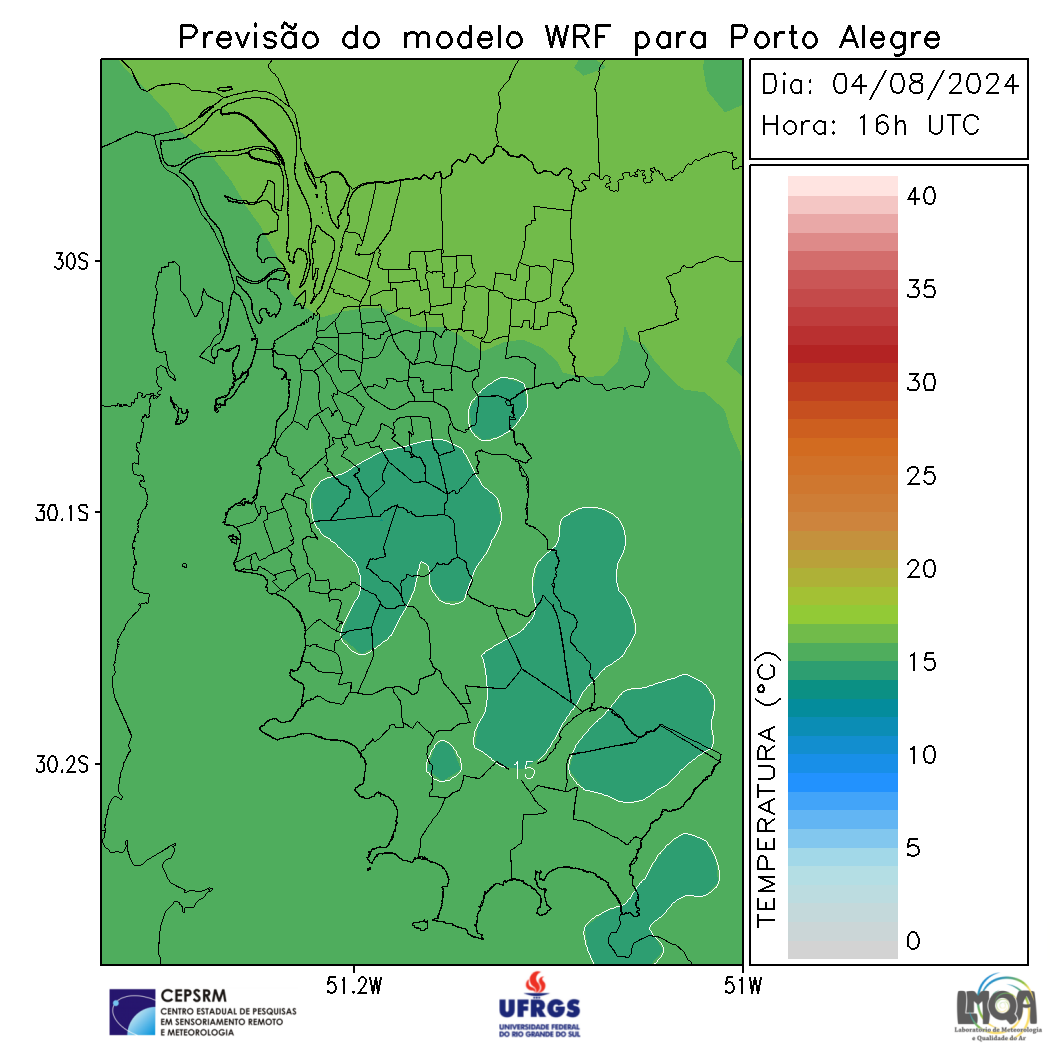 Previsão do modelo WRF para Porto Alegre
Dia: 04/08/2024
Hora: 16h UTC
30S
30.1S
30.2S
51.2W
51W
15
TEMPERATURA (°C)
40
35
30
25
20
15
10
5
0
CEPSRM
CENTRO ESTADUAL DE PESQUISAS
EM SENSORIAMENTO REMOTO
E METEOROLOGIA
UFRGS
UNIVERSIDADE FEDERAL
DO RIO GRANDE DO SUL
LMQA
Laboratório de Meteorologia
e Qualidade do Ar